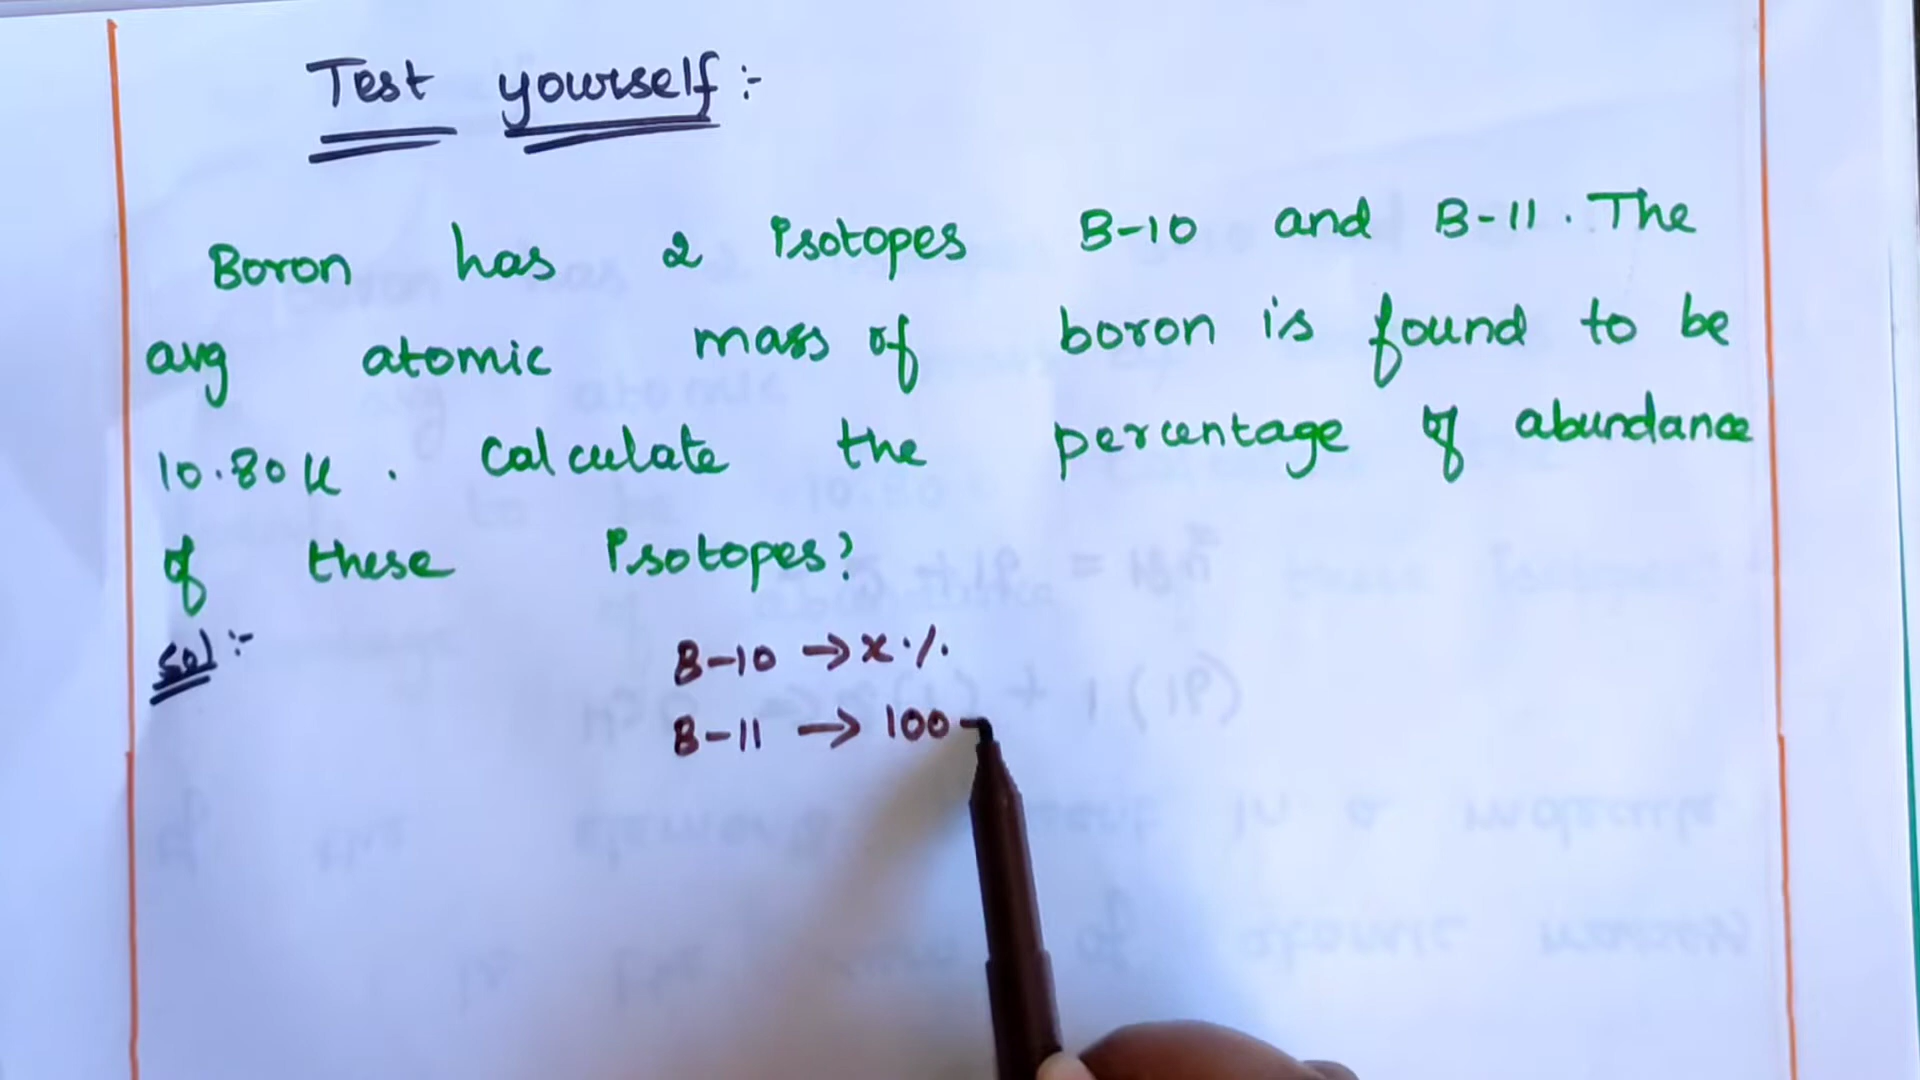 Test yourself :-
Boron has 2 isotopes B-10 and B-11. The
avg atomic mass of boron is found to be
10.80 u. Calculate the percentage of abundance
of these isotopes?
Sol :-
B-10 → x %
B-11 → 100 -